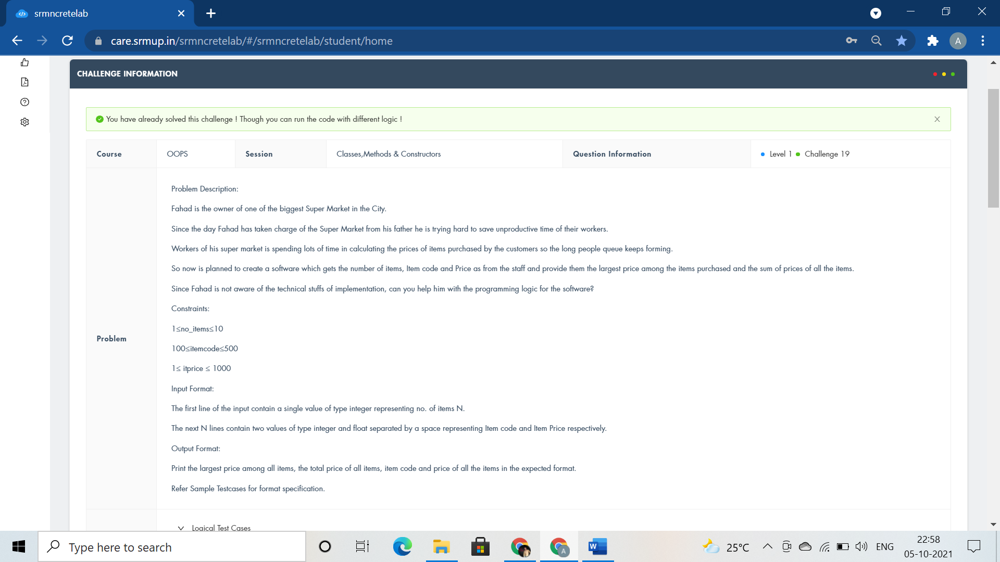 srmncretelab
care.srmup.in/srmncretelab/#/srmncretelab/student/home
A
CHALLENGE INFORMATION
You have already solved this challenge ! Though you can run the code with different logic !
Course OOPS Session Classes,Methods & Constructors Question Information Level 1 Challenge 19
Problem
Problem Description:
Fahad is the owner of one of the biggest Super Market in the City.
Since the day Fahad has taken charge of the Super Market from his father he is trying hard to save unproductive time of their workers.
Workers of his super market is spending lots of time in calculating the prices of items purchased by the customers so the long people queue keeps forming.
So now is planned to create a software which gets the number of items, Item code and Price as from the staff and provide them the largest price among the items purchased and the sum of prices of all the items.
Since Fahad is not aware of the technical stuffs of implementation, can you help him with the programming logic for the software?
Constraints:
1≤no_items≤10
100≤itemcode≤500
1≤ itprice ≤ 1000
Input Format:
The first line of the input contain a single value of type integer representing no. of items N.
The next N lines contain two values of type integer and float separated by a space representing Item code and Item Price respectively.
Output Format:
Print the largest price among all items, the total price of all items, item code and price of all the items in the expected format.
Refer Sample Testcases for format specification.
Logical Test Cases
Type here to search
A
W
25°C
ENG
22:58
05-10-2021